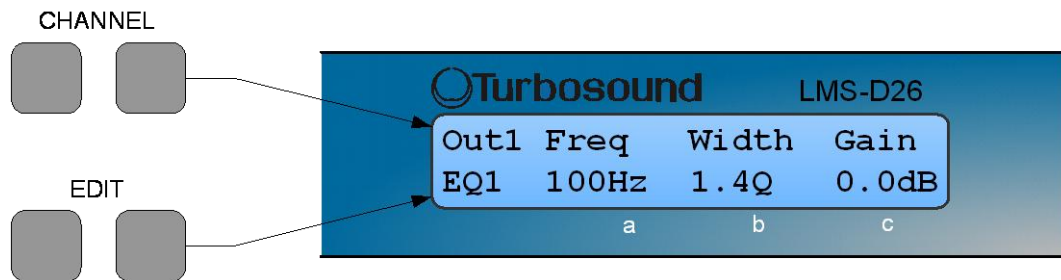 CHANNEL
Turbosound LMS-D26
Out1 Freq Width Gain
EQ1 100Hz 1.4Q 0.0dB
EDIT
a b c